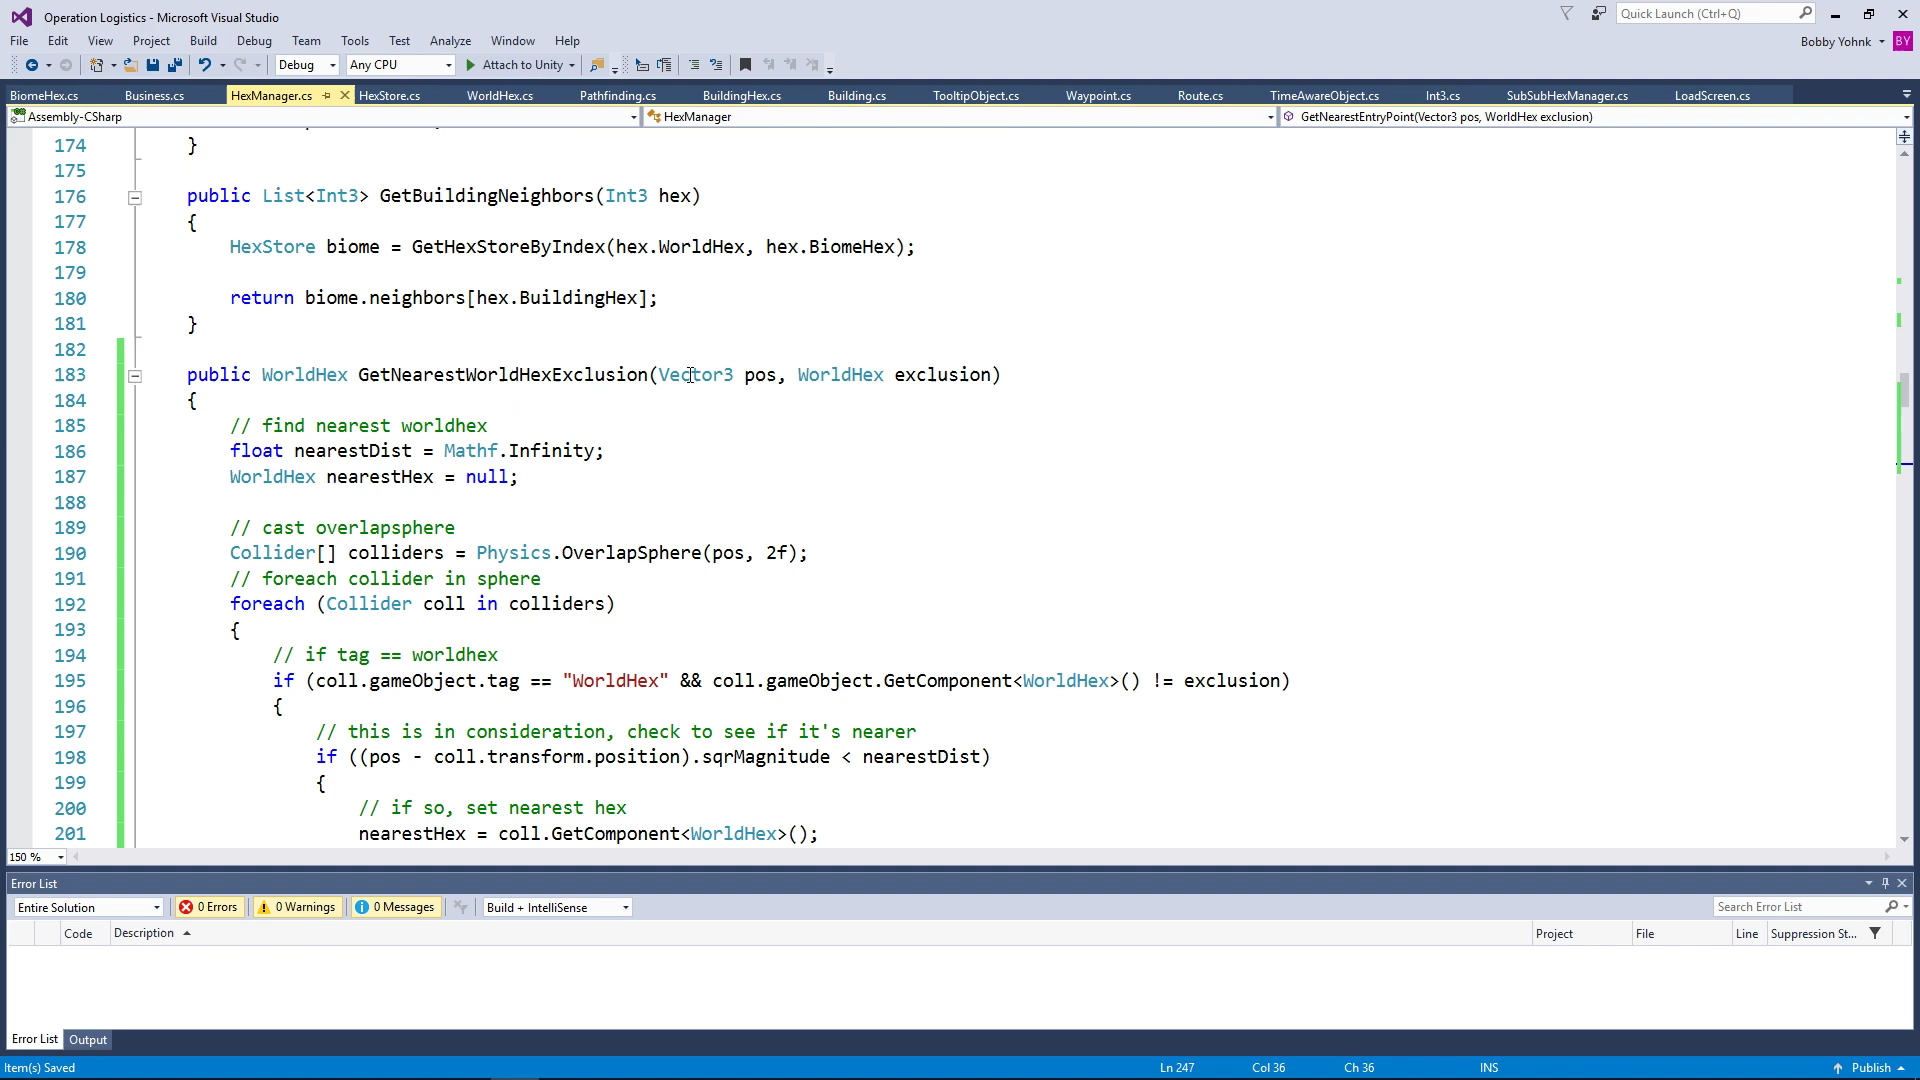 Operation Logistics - Microsoft Visual Studio
Quick Launch (Ctrl+Q)
File Edit View Project Build Debug Team Tools Test Analyze Window Help
Bobby Yohnk BY
Debug Any CPU Attach to Unity
BiomeHex.cs Business.cs HexManager.cs HexStore.cs WorldHex.cs Pathfinding.cs BuildingHex.cs Building.cs TooltipObject.cs Waypoint.cs Route.cs TimeAwareObject.cs Int3.cs SubSubHexManager.cs LoadScreen.cs
Assembly-CSharp HexManager GetNearestEntryPoint(Vector3 pos, WorldHex exclusion)
174 }
175
176 public List<Int3> GetBuildingNeighbors(Int3 hex)
177 {
178 HexStore biome = GetHexStoreByIndex(hex.WorldHex, hex.BiomeHex);
179
180 return biome.neighbors[hex.BuildingHex];
181 }
182
183 public WorldHex GetNearestWorldHexExclusion(Vector3 pos, WorldHex exclusion)
184 {
185 // find nearest worldhex
186 float nearestDist = Mathf.Infinity;
187 WorldHex nearestHex = null;
188
189 // cast overlapsphere
190 Collider[] colliders = Physics.OverlapSphere(pos, 2f);
191 // foreach collider in sphere
192 foreach (Collider coll in colliders)
193 {
194 // if tag == worldhex
195 if (coll.gameObject.tag == "WorldHex" && coll.gameObject.GetComponent<WorldHex>() != exclusion)
196 {
197 // this is in consideration, check to see if it's nearer
198 if ((pos - coll.transform.position).sqrMagnitude < nearestDist)
199 {
200 // if so, set nearest hex
201 nearestHex = coll.GetComponent<WorldHex>();
150 %
Error List
Entire Solution 0 Errors 0 Warnings 0 Messages Build + IntelliSense Search Error List
Code Description Project File Line Suppression St...
Error List Output
Item(s) Saved Ln 247 Col 36 Ch 36 INS Publish